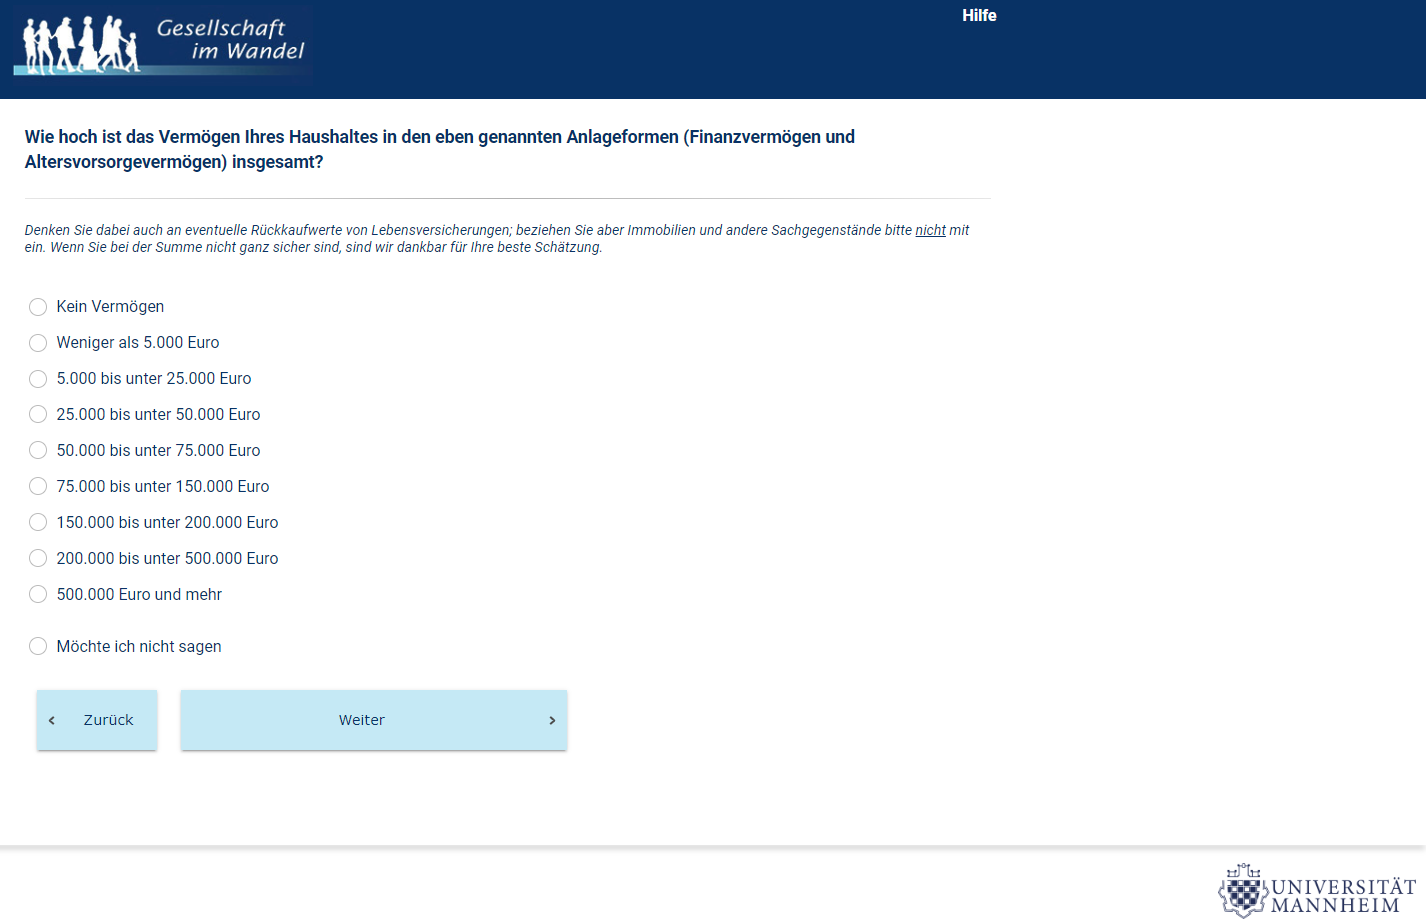 Gesellschaft
im Wandel
Hilfe
Wie hoch ist das Vermögen Ihres Haushaltes in den eben genannten Anlageformen (Finanzvermögen und
Altersvorsorgevermögen) insgesamt?
Denken Sie dabei auch an eventuelle Rückkaufwerte von Lebensversicherungen; beziehen Sie aber Immobilien und andere Sachgegenstände bitte nicht mit
ein. Wenn Sie bei der Summe nicht ganz sicher sind, sind wir dankbar für Ihre beste Schätzung.
Kein Vermögen
Weniger als 5.000 Euro
5.000 bis unter 25.000 Euro
25.000 bis unter 50.000 Euro
50.000 bis unter 75.000 Euro
75.000 bis unter 150.000 Euro
150.000 bis unter 200.000 Euro
200.000 bis unter 500.000 Euro
500.000 Euro und mehr
Möchte ich nicht sagen
‹ Zurück
Weiter ›
UNIVERSITÄT
MANNHEIM